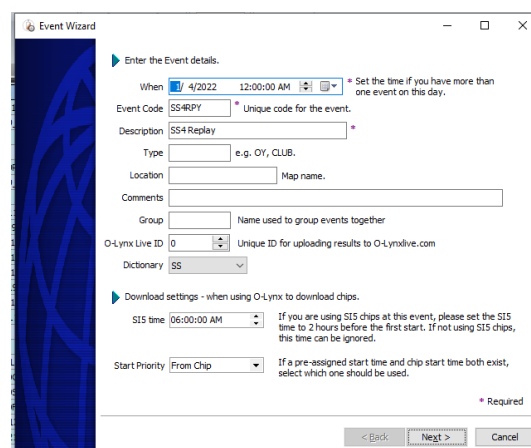 Event Wizard
Enter the Event details.
When 1/ 4/2022 12:00:00 AM * Set the time if you have more than
one event on this day.
Event Code SS4RPY * Unique code for the event.
Description SS4 Replay *
Type e.g. OY, CLUB.
Location Map name.
Comments
Group Name used to group events together
O-Lynx Live ID 0 Unique ID for uploading results to O-Lynxlive.com
Dictionary SS
Download settings - when using O-Lynx to download chips.
SI5 time 06:00:00 AM If you are using SI5 chips at this event, please set the SI5
time to 2 hours before the first start. If not using SI5 chips,
this time can be ignored.
Start Priority From Chip If a pre-assigned start time and chip start time both exist,
select which one should be used.
* Required
< Back Next > Cancel